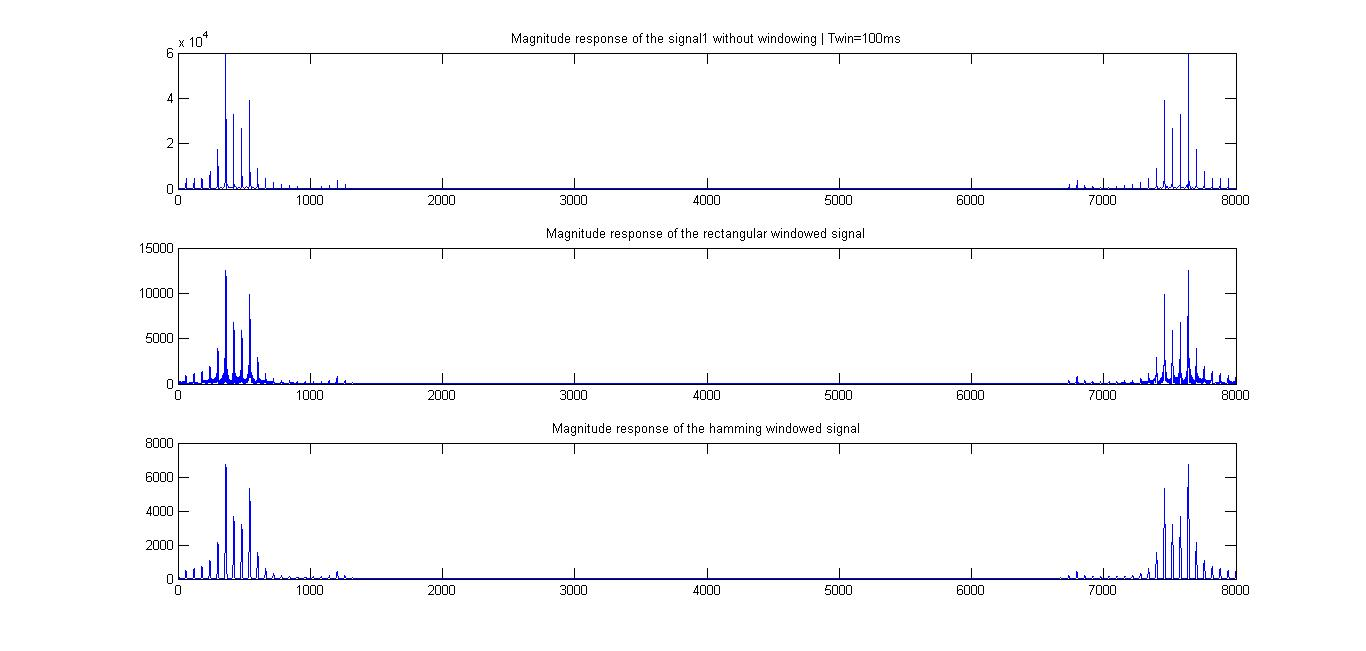 x 10^4
Magnitude response of the signal1 without windowing | Twin=100ms
6
4
2
0
0 1000 2000 3000 4000 5000 6000 7000 8000
Magnitude response of the rectangular windowed signal
15000
10000
5000
0
0 1000 2000 3000 4000 5000 6000 7000 8000
Magnitude response of the hamming windowed signal
8000
6000
4000
2000
0
0 1000 2000 3000 4000 5000 6000 7000 8000